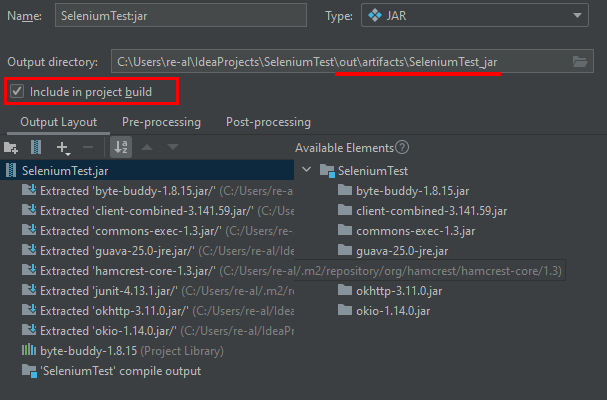 Name: SeleniumTest:jar Type: JAR
Output directory: C:\Users\re-al\IdeaProjects\SeleniumTest\out\artifacts\SeleniumTest_jar
Include in project build
Output Layout Pre-processing Post-processing
Available Elements ?
SeleniumTest.jar SeleniumTest
Extracted 'byte-buddy-1.8.15.jar/' (C:/Users/re-a byte-buddy-1.8.15.jar
Extracted 'client-combined-3.141.59.jar/' (C:/Us client-combined-3.141.59.jar
Extracted 'commons-exec-1.3.jar/' (C:/Users/re-a commons-exec-1.3.jar
Extracted 'guava-25.0-jre.jar/' (C:/Users/re-al/Idea guava-25.0-jre.jar
Extracted 'hamcrest-core-1.3.jar/' (C:/Users/re-al/.m2/repository/org/hamcrest/hamcrest-core/1.3)
Extracted 'junit-4.13.1.jar/' (C:/Users/re-al/.m2/re okhttp-3.11.0.jar
Extracted 'okhttp-3.11.0.jar/' (C:/Users/re-al/Idea okio-1.14.0.jar
Extracted 'okio-1.14.0.jar/' (C:/Users/re-al/IdeaPr
byte-buddy-1.8.15 (Project Library)
'SeleniumTest' compile output